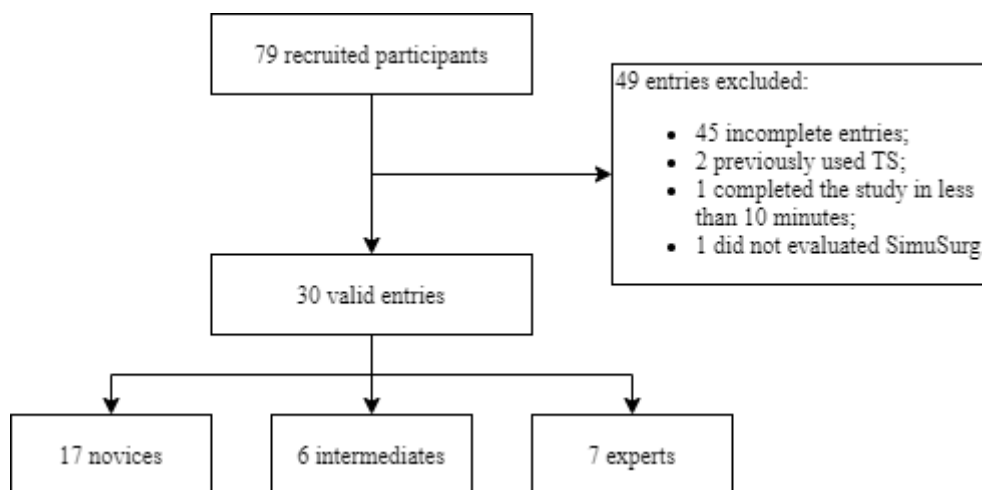 79 recruited participants
49 entries excluded:
• 45 incomplete entries;
• 2 previously used TS;
• 1 completed the study in less
than 10 minutes;
• 1 did not evaluated SimuSurg
30 valid entries
17 novices
6 intermediates
7 experts